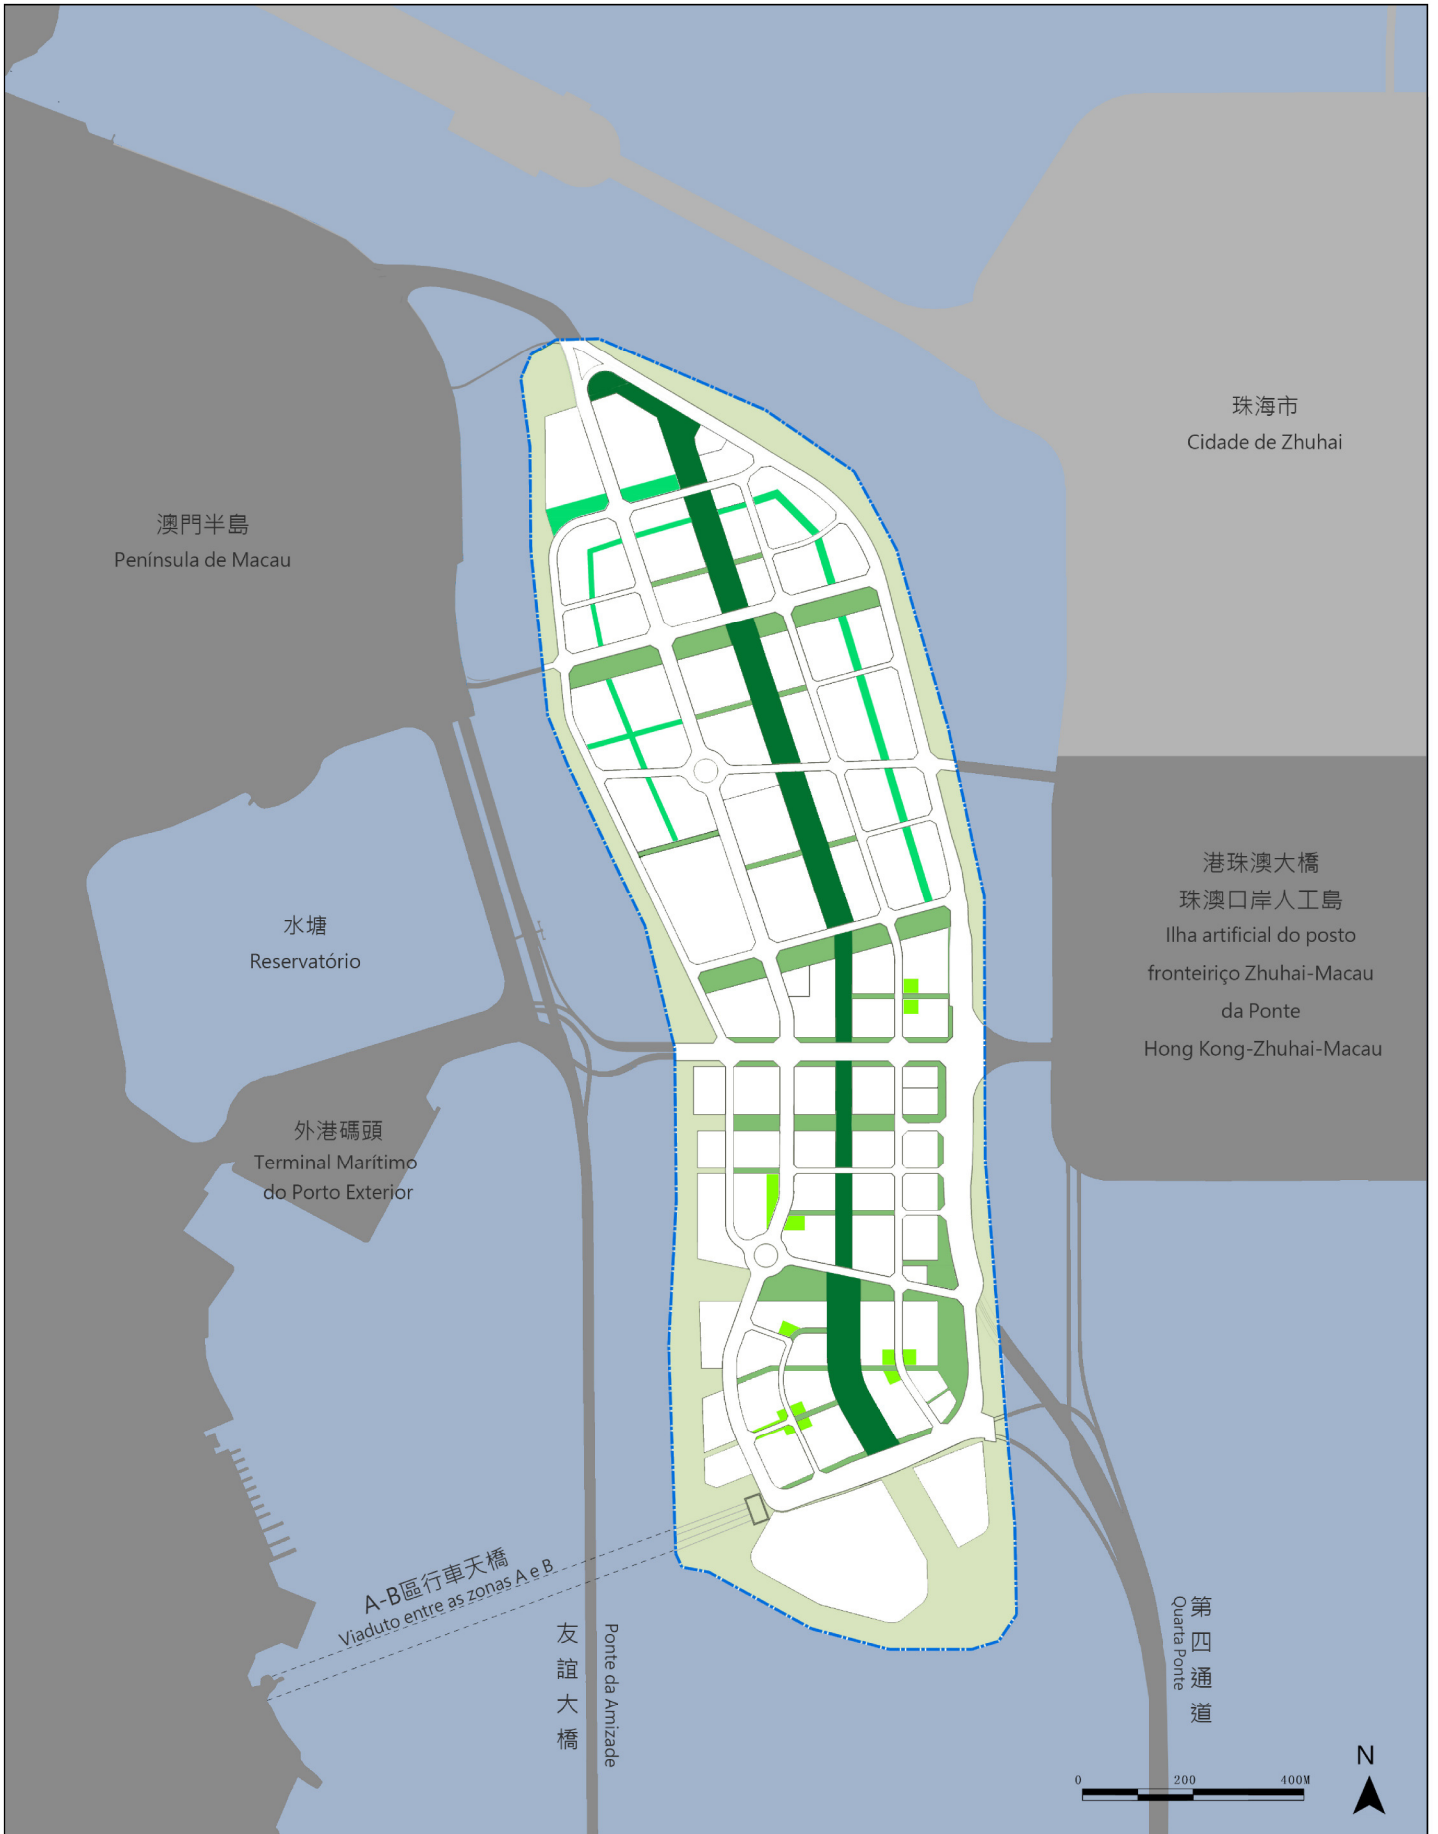 珠海市
Cidade de Zhuhai
澳門半島
Península de Macau
港珠澳大橋
珠澳口岸人工島
Ilha artificial do posto
fronteiriço Zhuhai-Macau
da Ponte
Hong Kong-Zhuhai-Macau
水塘
Reservatório
外港碼頭
Terminal Marítimo
do Porto Exterior
A-B區行車天橋
Viaduto entre as zonas A e B
友誼大橋
Ponte da Amizade
第四通道
Quarta Ponte
N
0 200 400M